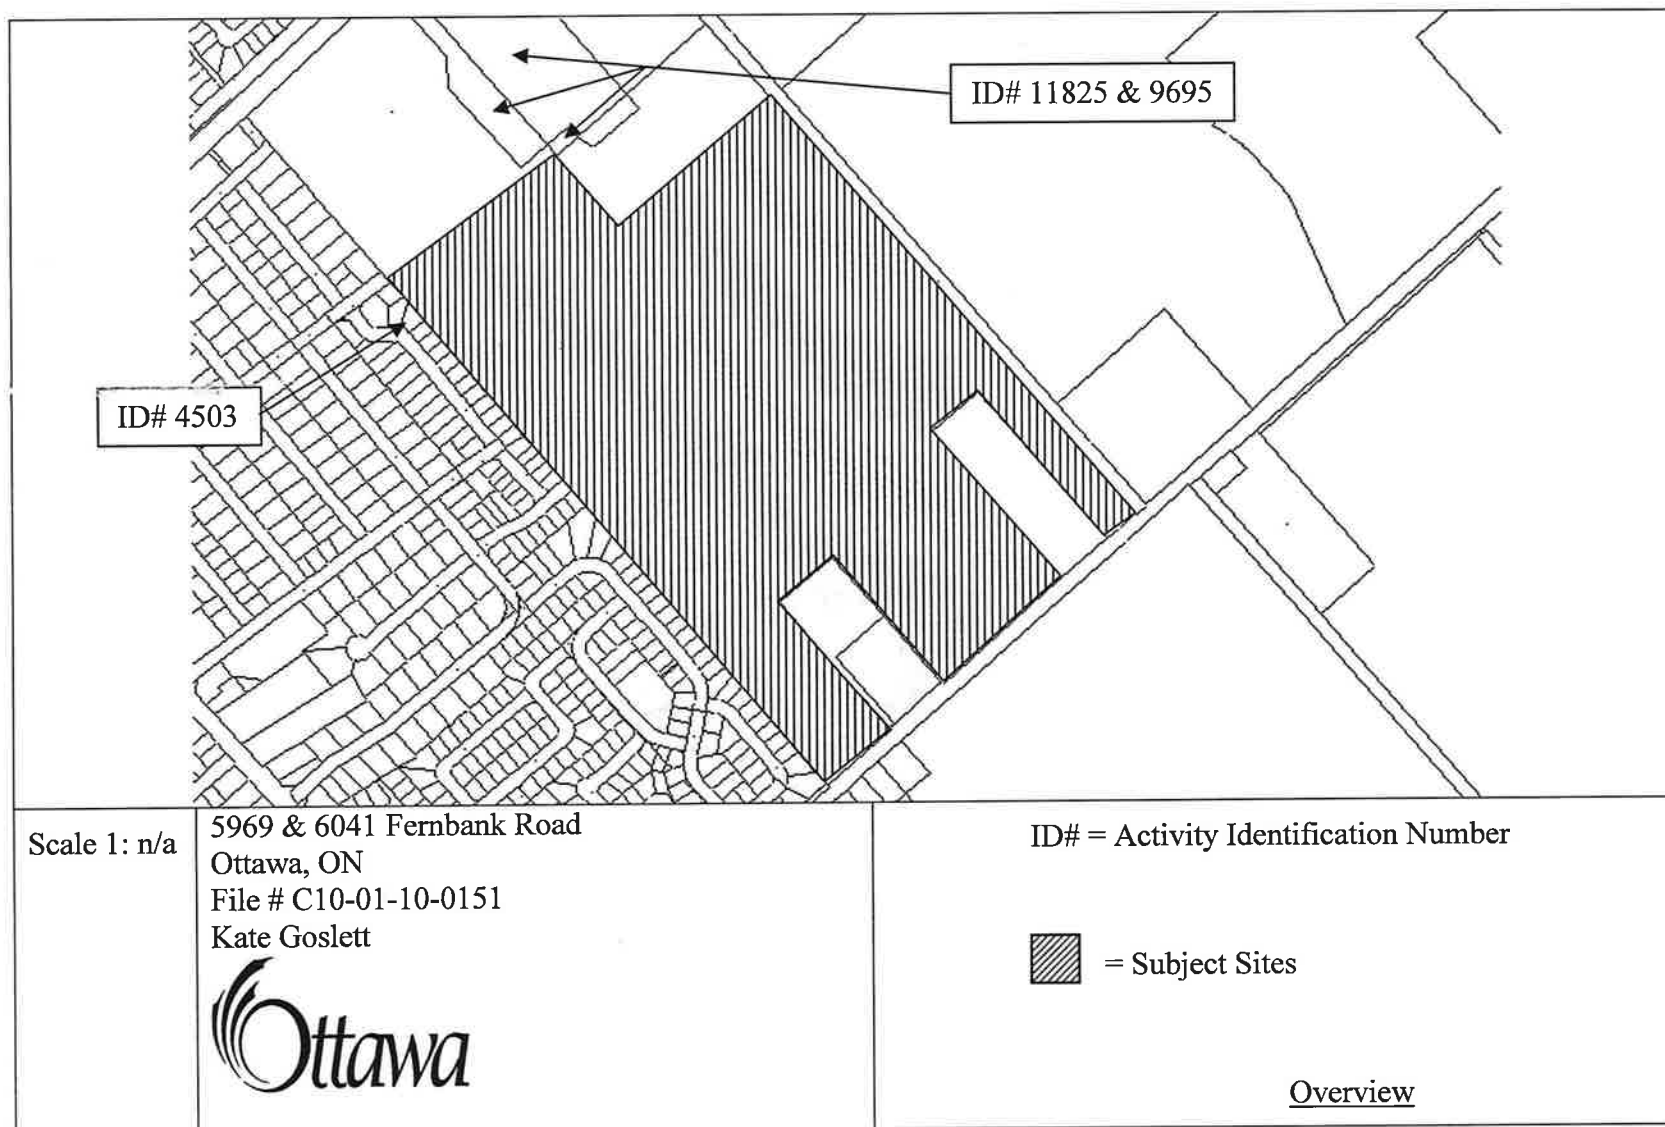 ID# 11825 & 9695
ID# 4503
Scale 1: n/a
5969 & 6041 Fernbank Road
Ottawa, ON
File # C10-01-10-0151
Kate Goslett
Ottawa
ID# = Activity Identification Number
= Subject Sites
Overview